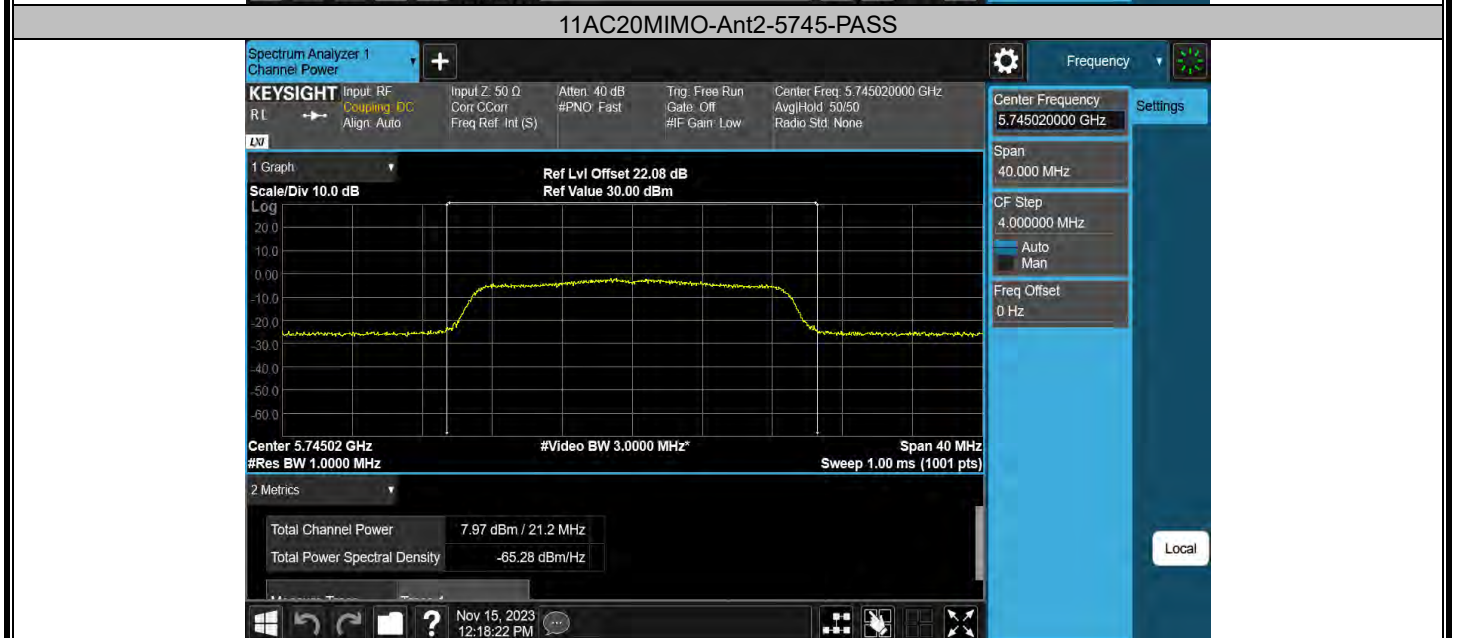 11AC20MIMO-Ant2-5745-PASS
Spectrum Analyzer 1
Channel Power
+
Frequency
KEYSIGHT
RL
LXI
Input: RF
Coupling: DC
Align: Auto
Input Z: 50 Ω
Corr CCorr
Freq Ref: Int (S)
Atten: 40 dB
#PNO: Fast
Trig: Free Run
Gate: Off
#IF Gain: Low
Center Freq: 5.745020000 GHz
Avg|Hold: 50/50
Radio Std: None
Center Frequency
5.745020000 GHz
Settings
Span
40.000 MHz
CF Step
4.000000 MHz
Auto
Man
Freq Offset
0 Hz
1 Graph
Scale/Div 10.0 dB
Ref Lvl Offset 22.08 dB
Ref Value 30.00 dBm
Log
20.0
10.0
0.00
-10.0
-20.0
-30.0
-40.0
-50.0
-60.0
Center 5.74502 GHz
#Video BW 3.0000 MHz*
Span 40 MHz
#Res BW 1.0000 MHz
Sweep 1.00 ms (1001 pts)
2 Metrics
Total Channel Power 7.97 dBm / 21.2 MHz
Total Power Spectral Density -65.28 dBm/Hz
Local
?
Nov 15, 2023
12:18:22 PM